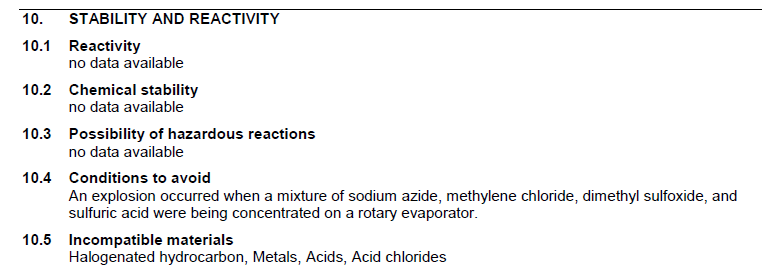 10. STABILITY AND REACTIVITY
10.1 Reactivity
no data available
10.2 Chemical stability
no data available
10.3 Possibility of hazardous reactions
no data available
10.4 Conditions to avoid
An explosion occurred when a mixture of sodium azide, methylene chloride, dimethyl sulfoxide, and
sulfuric acid were being concentrated on a rotary evaporator.
10.5 Incompatible materials
Halogenated hydrocarbon, Metals, Acids, Acid chlorides